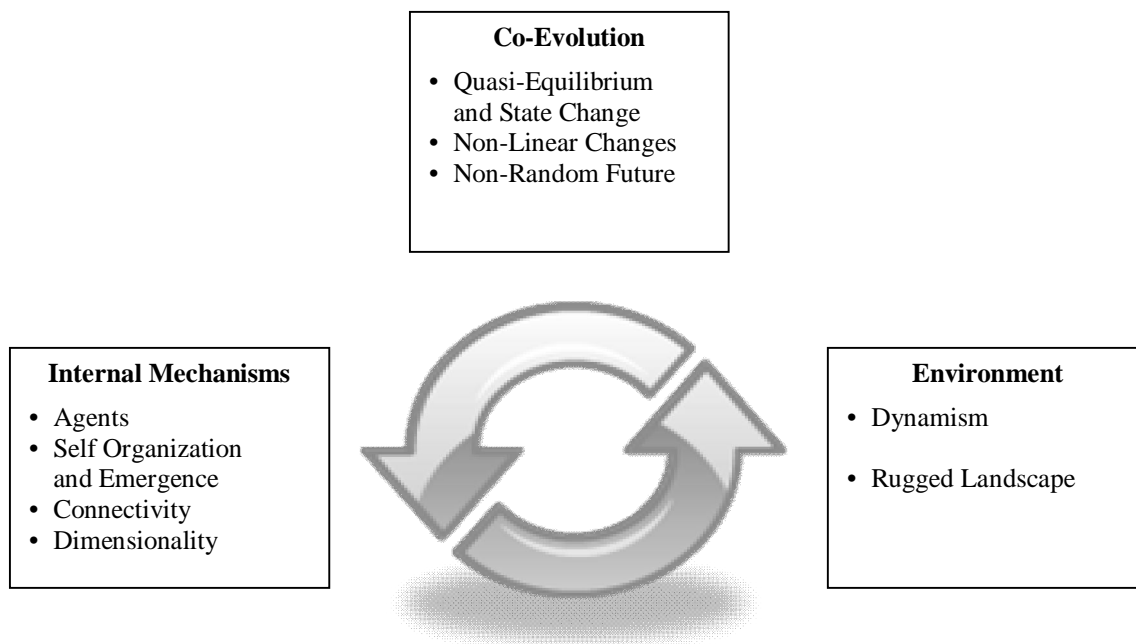 Co-Evolution
• Quasi-Equilibrium
and State Change
• Non-Linear Changes
• Non-Random Future
Internal Mechanisms
• Agents
• Self Organization
and Emergence
• Connectivity
• Dimensionality
Environment
• Dynamism
• Rugged Landscape